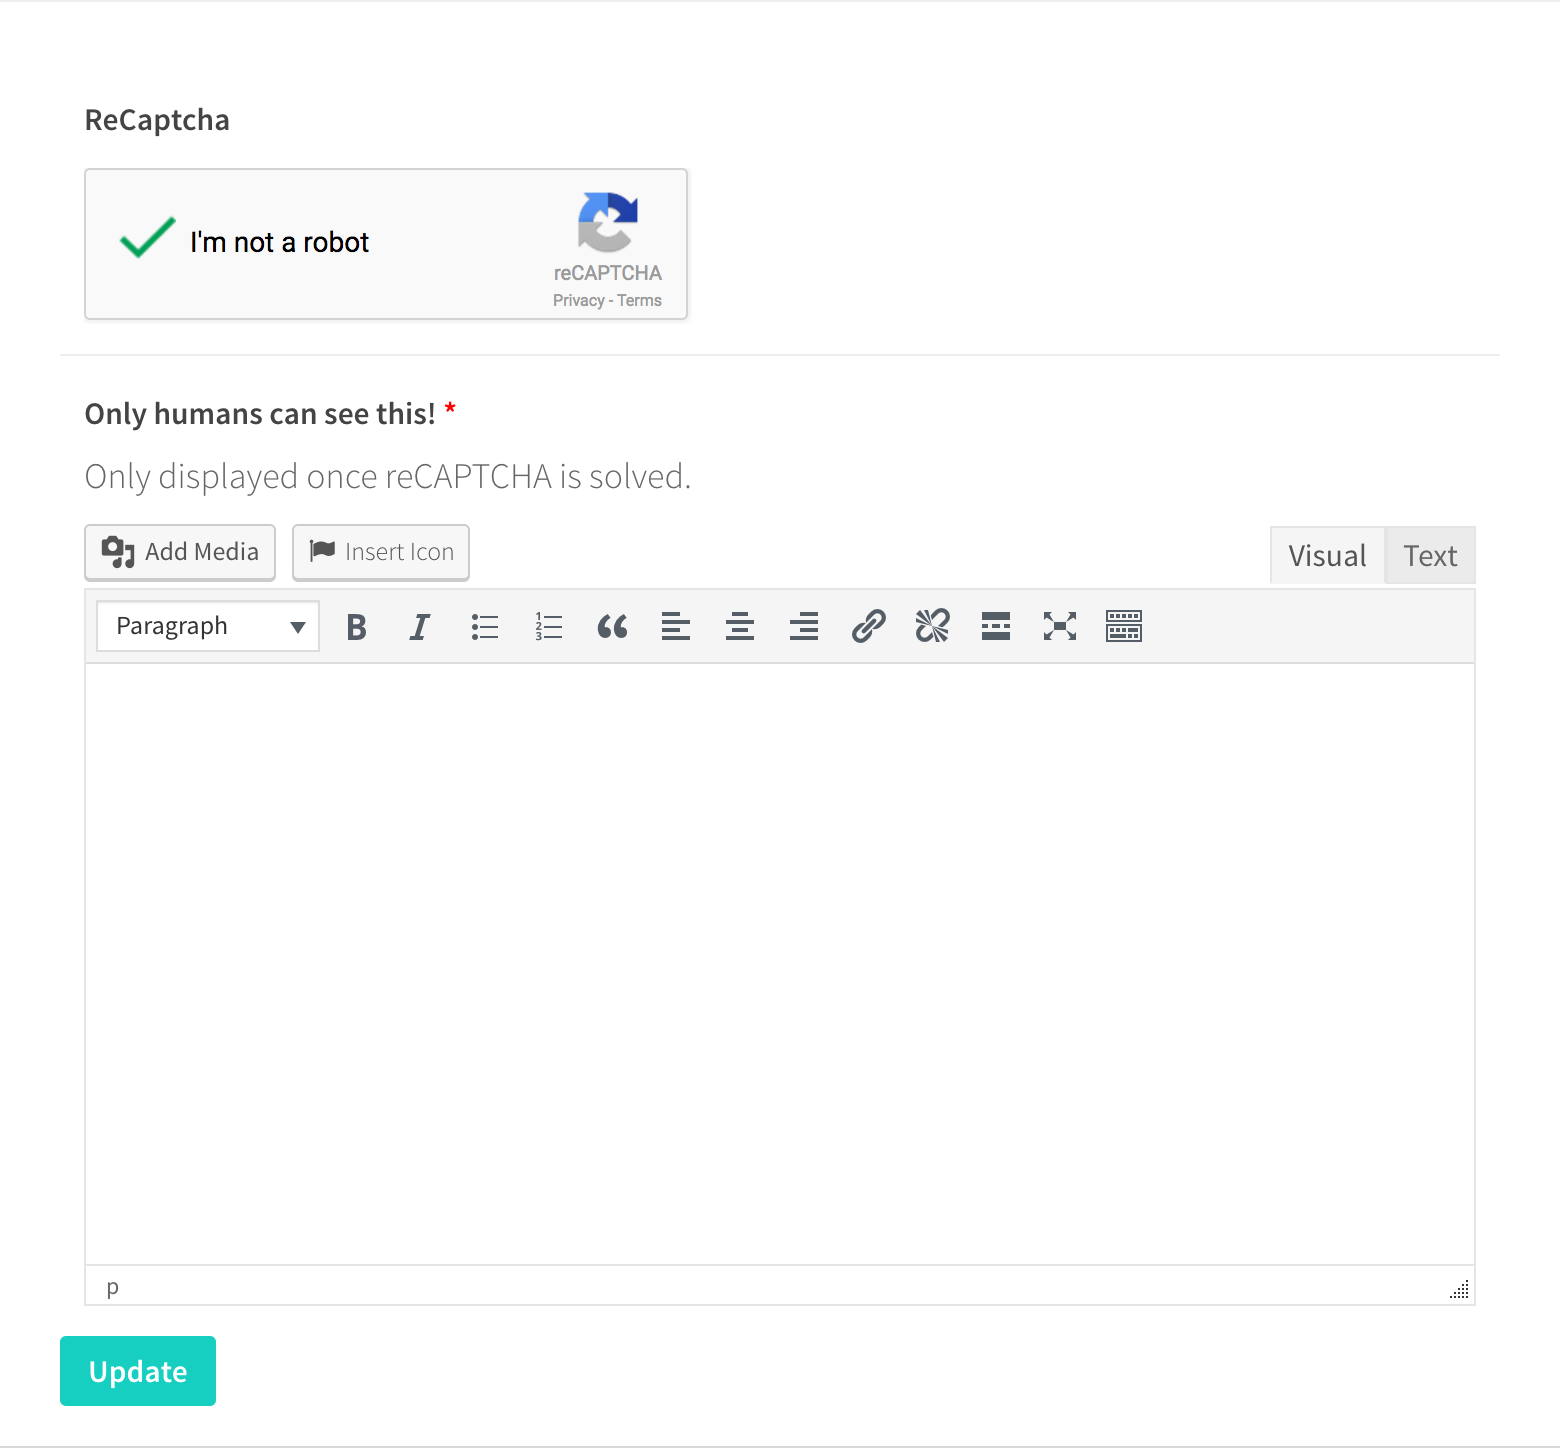 ReCaptcha
I'm not a robot
reCAPTCHA
Privacy - Terms
Only humans can see this! *
Only displayed once reCAPTCHA is solved.
Add Media Insert Icon Visual Text
Paragraph B I
p
Update